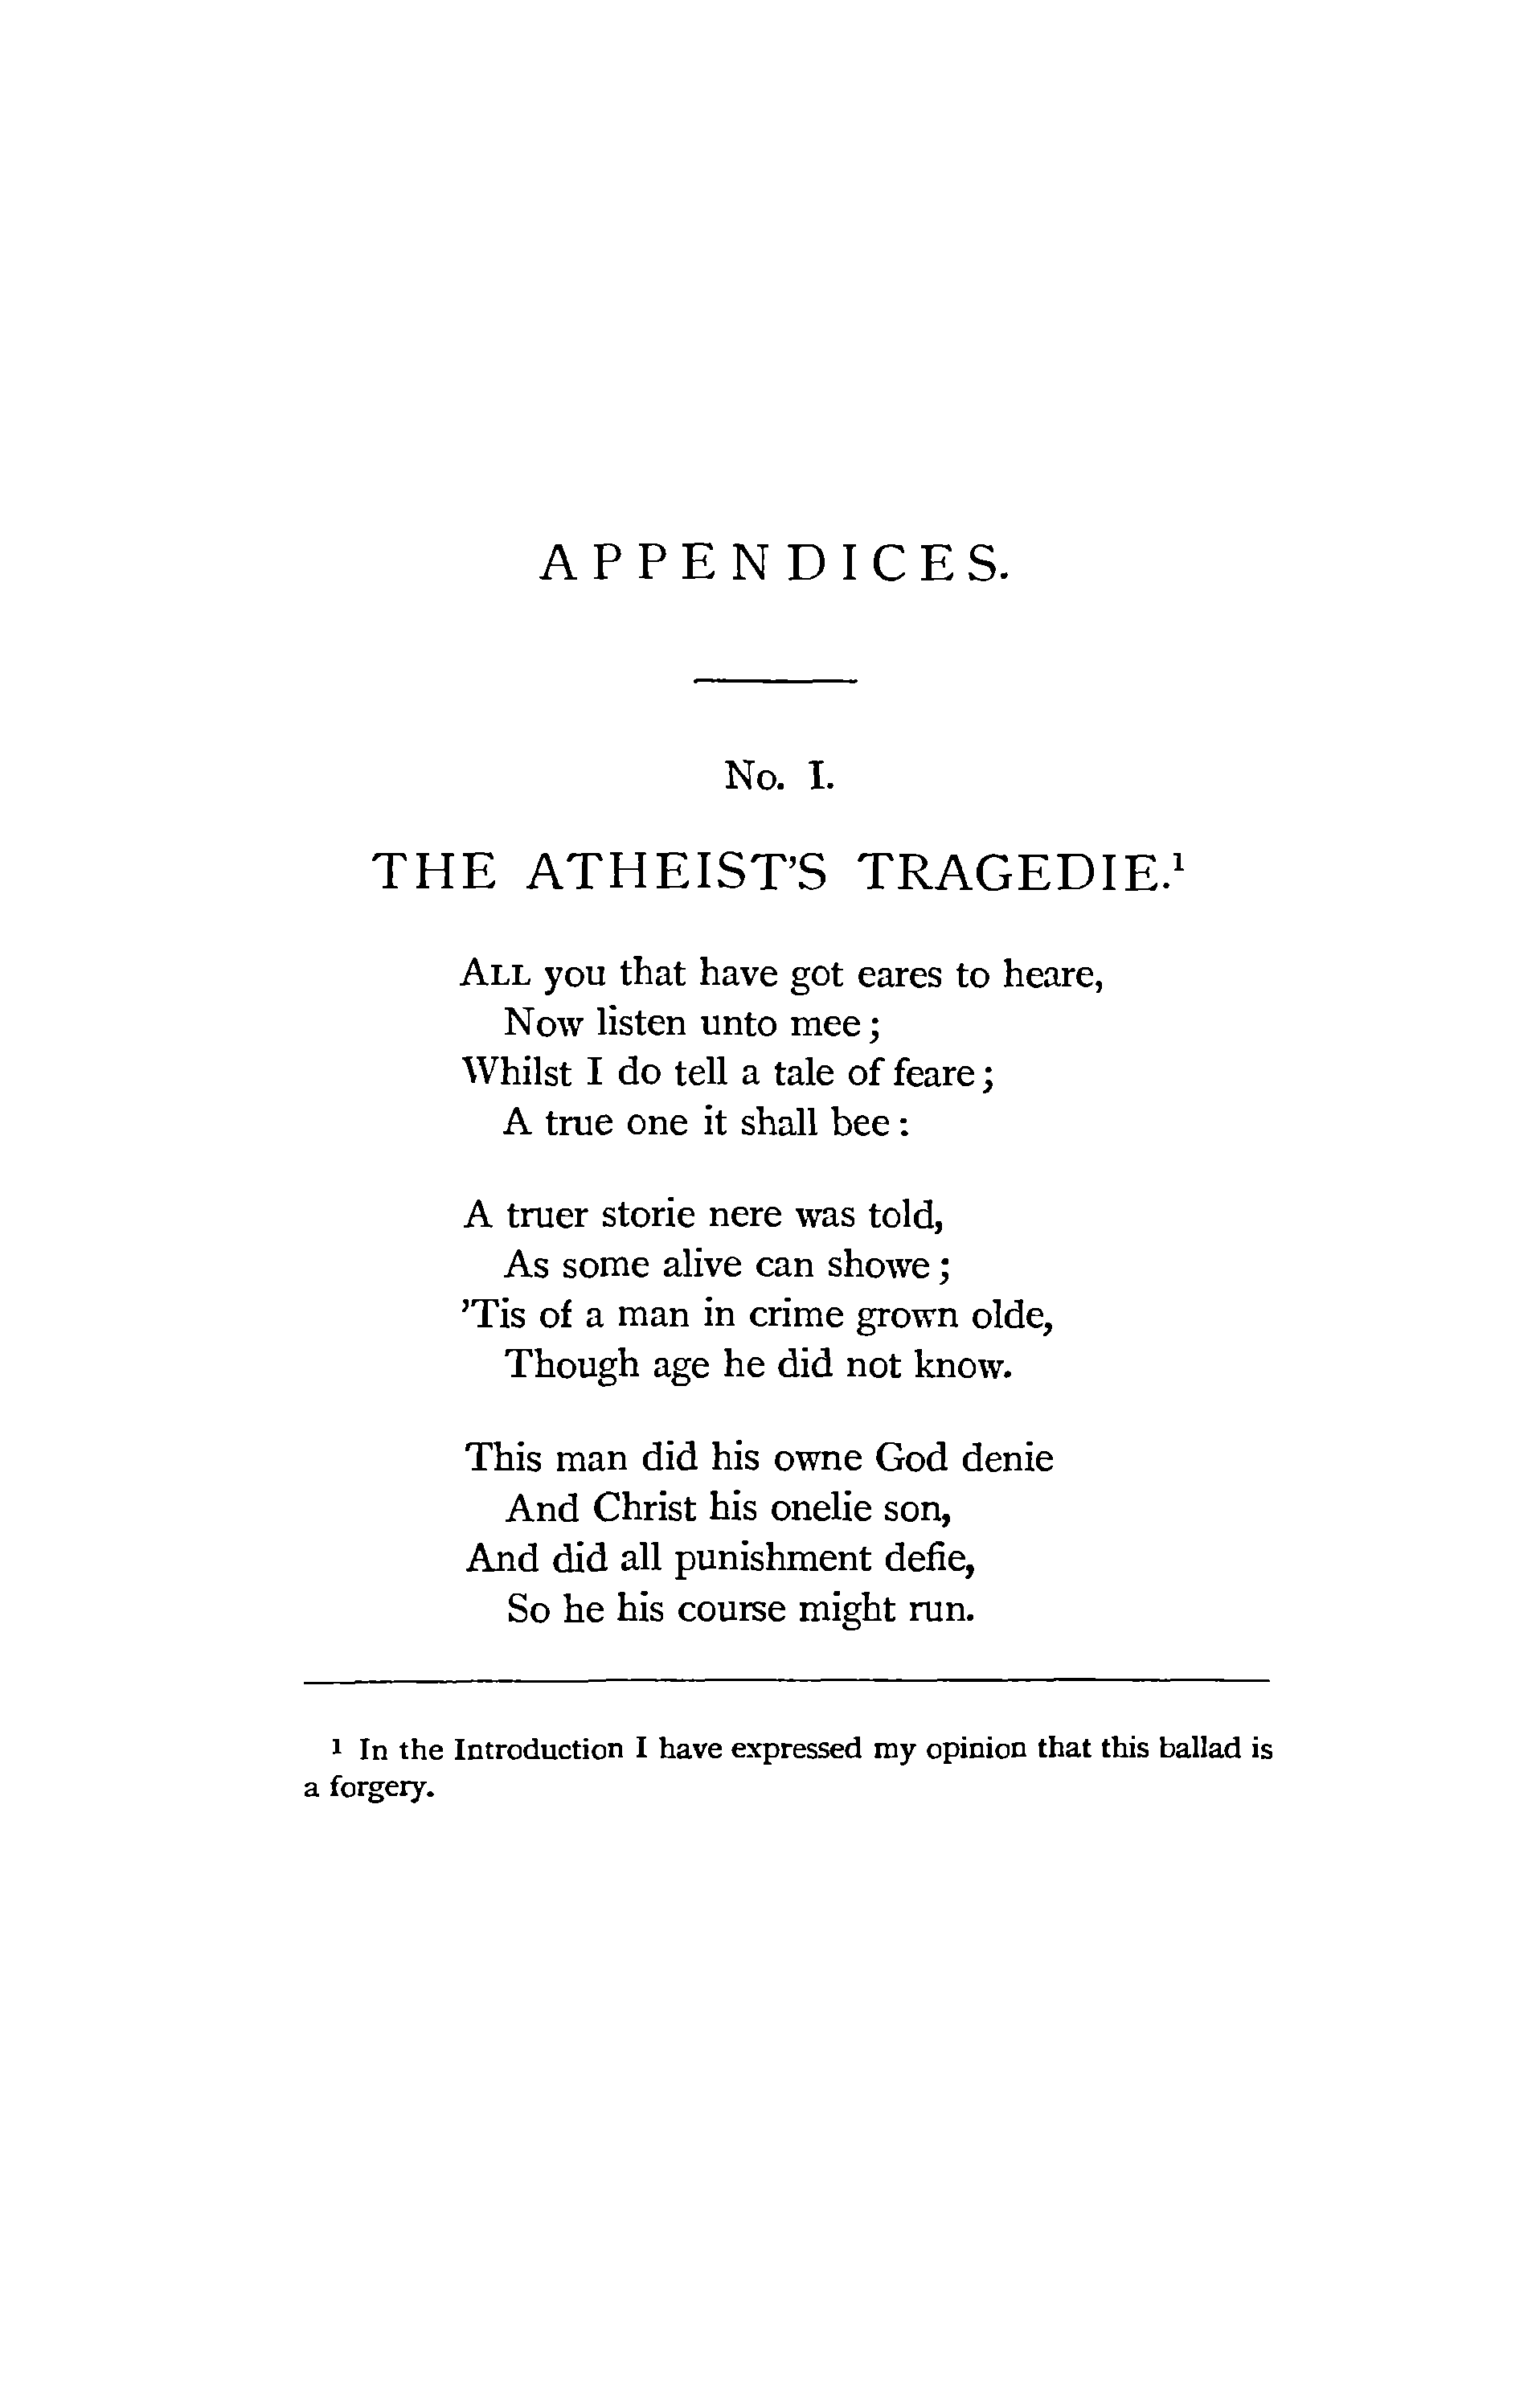 APPENDICES.
No. I.
THE ATHEIST'S TRAGEDIE.¹
ALL you that have got eares to heare,
Now listen unto mee;
Whilst I do tell a tale of feare;
A true one it shall bee:
A truer storie nere was told,
As some alive can showe;
'Tis of a man in crime grown olde,
Though age he did not know.
This man did his owne God denie
And Christ his onelie son,
And did all punishment defie,
So he his course might run.
¹ In the Introduction I have expressed my opinion that this ballad is
a forgery.